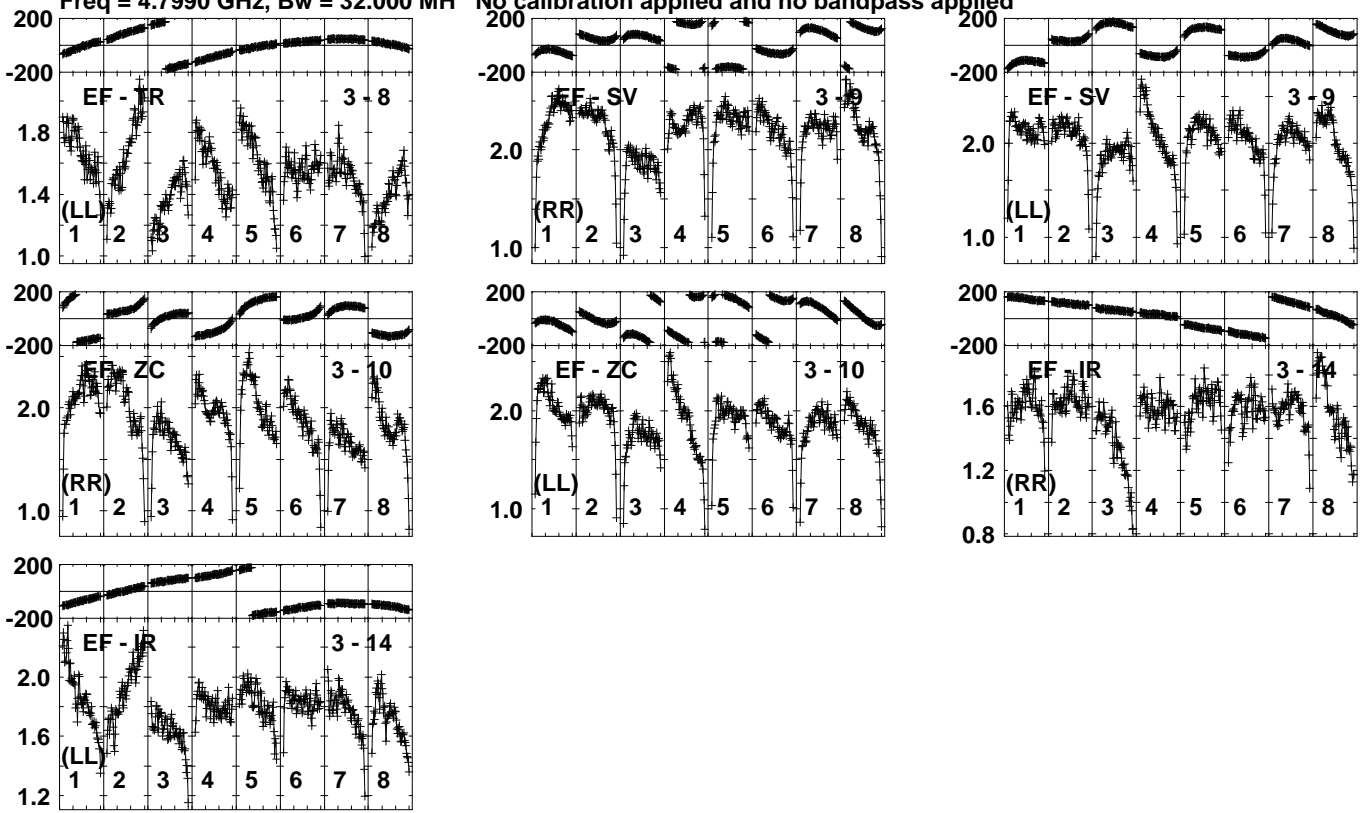 Freq = 4.7990 GHz, Bw = 32.000 MH No calibration applied and no bandpass applied
200
-200
EF - TR 3 - 8
1.8
1.4
1.0
(LL)
1 2 3 4 5 6 7 8
EF - SV 3 - 9
2.0
1.0
(RR)
1 2 3 4 5 6 7 8
200
-200
EF - SV 3 - 9
2.0
1.0
(LL)
1 2 3 4 5 6 7 8
200
-200
EF - ZC 3 - 10
2.0
1.0
(RR)
1 2 3 4 5 6 7 8
200
-200
EF - ZC 3 - 10
2.0
1.0
(LL)
1 2 3 4 5 6 7 8
200
-200
EF - IR 3 - 14
1.6
1.2
0.8
(RR)
1 2 3 4 5 6 7 8
200
-200
EF - IR 3 - 14
2.0
1.6
1.2
(LL)
1 2 3 4 5 6 7 8
200
-200